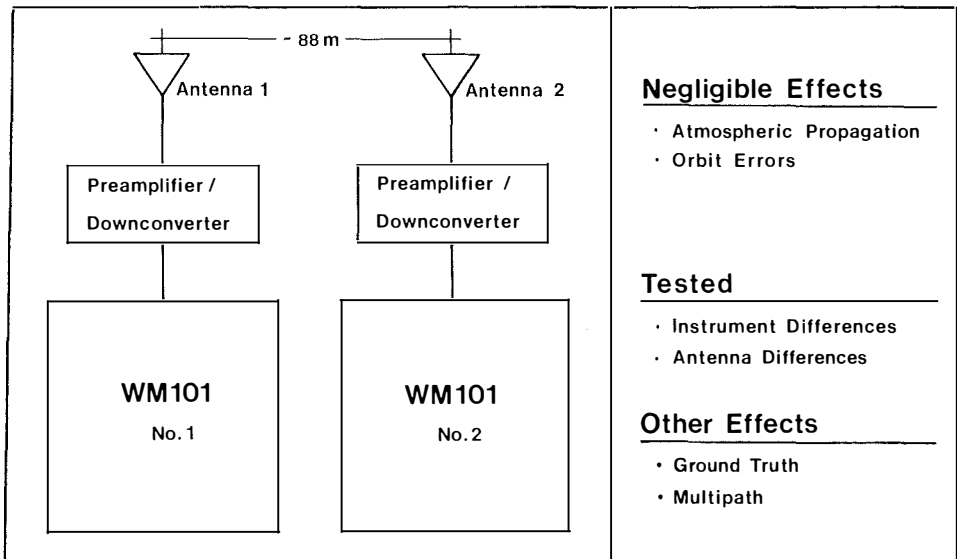 88 m
Antenna 1
Antenna 2
Preamplifier /
Downconverter
Preamplifier /
Downconverter
WM101
No. 1
WM101
No. 2
Negligible Effects
· Atmospheric Propagation
· Orbit Errors
Tested
· Instrument Differences
· Antenna Differences
Other Effects
• Ground Truth
• Multipath